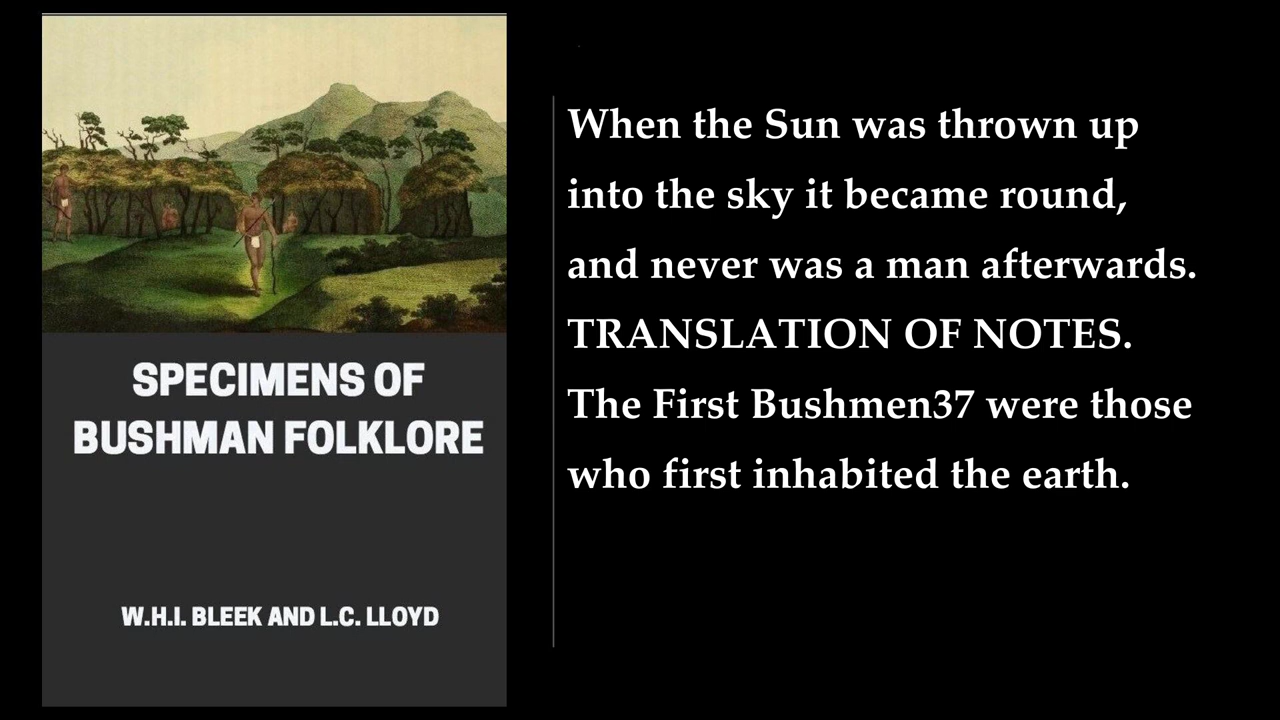 SPECIMENS OF
BUSHMAN FOLKLORE
W.H.I. BLEEK AND L.C. LLOYD
When the Sun was thrown up
into the sky it became round,
and never was a man afterwards.
TRANSLATION OF NOTES.
The First Bushmen37 were those
who first inhabited the earth.